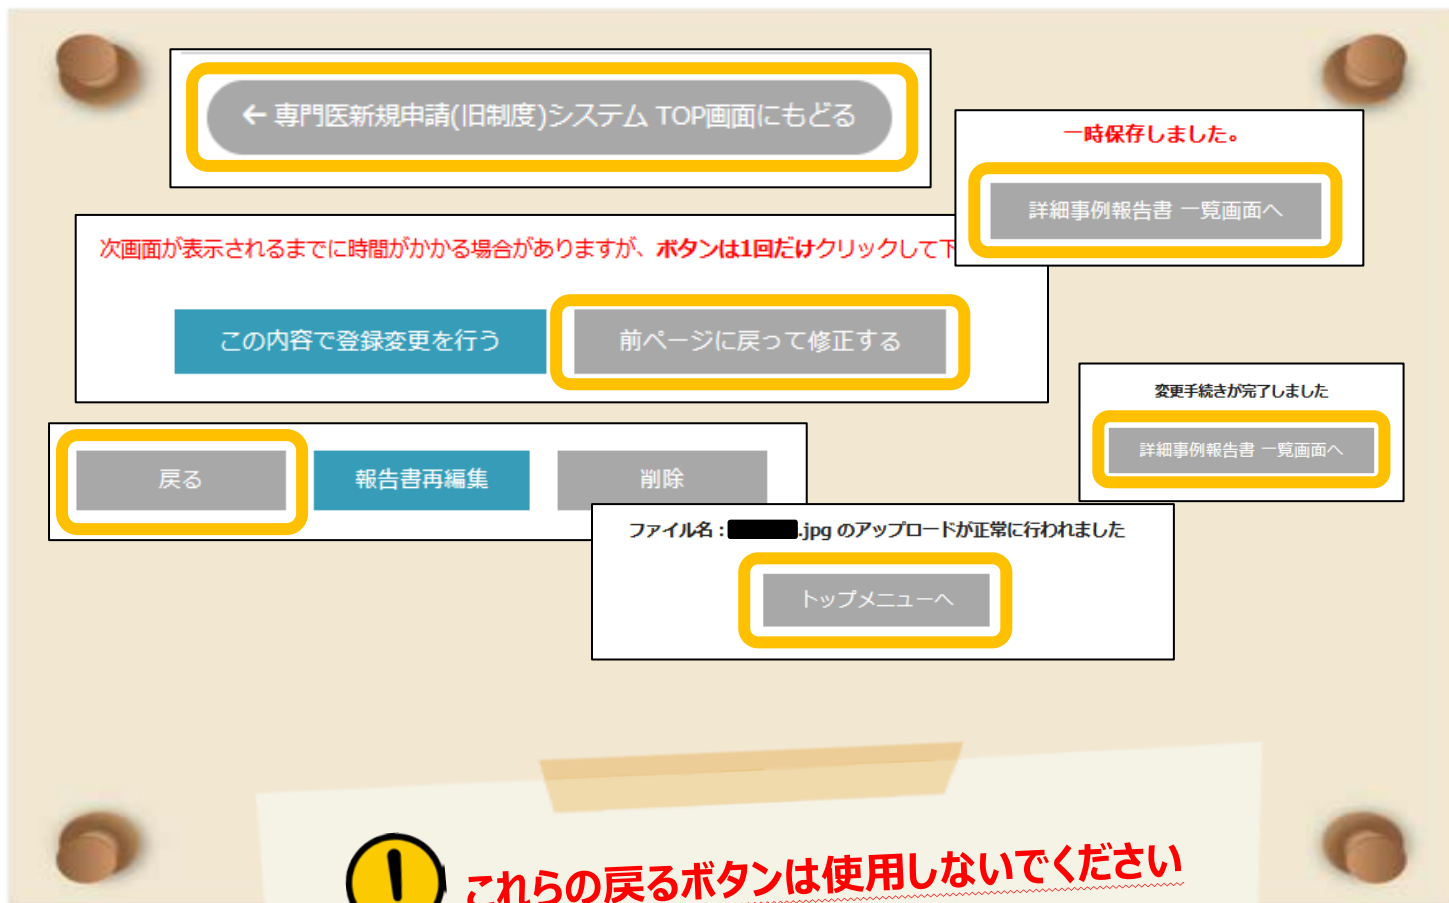 ← 専門医新規申請(旧制度)システム TOP画面にもどる
一時保存しました。
詳細事例報告書 一覧画面へ
次画面が表示されるまでに時間がかかる場合がありますが、ボタンは1回だけクリックして下
この内容で登録変更を行う
前ページに戻って修正する
変更手続きが完了しました
詳細事例報告書 一覧画面へ
戻る
報告書再編集
削除
ファイル名：.jpg のアップロードが正常に行われました
トップメニューへ
これらの戻るボタンは使用しないでください